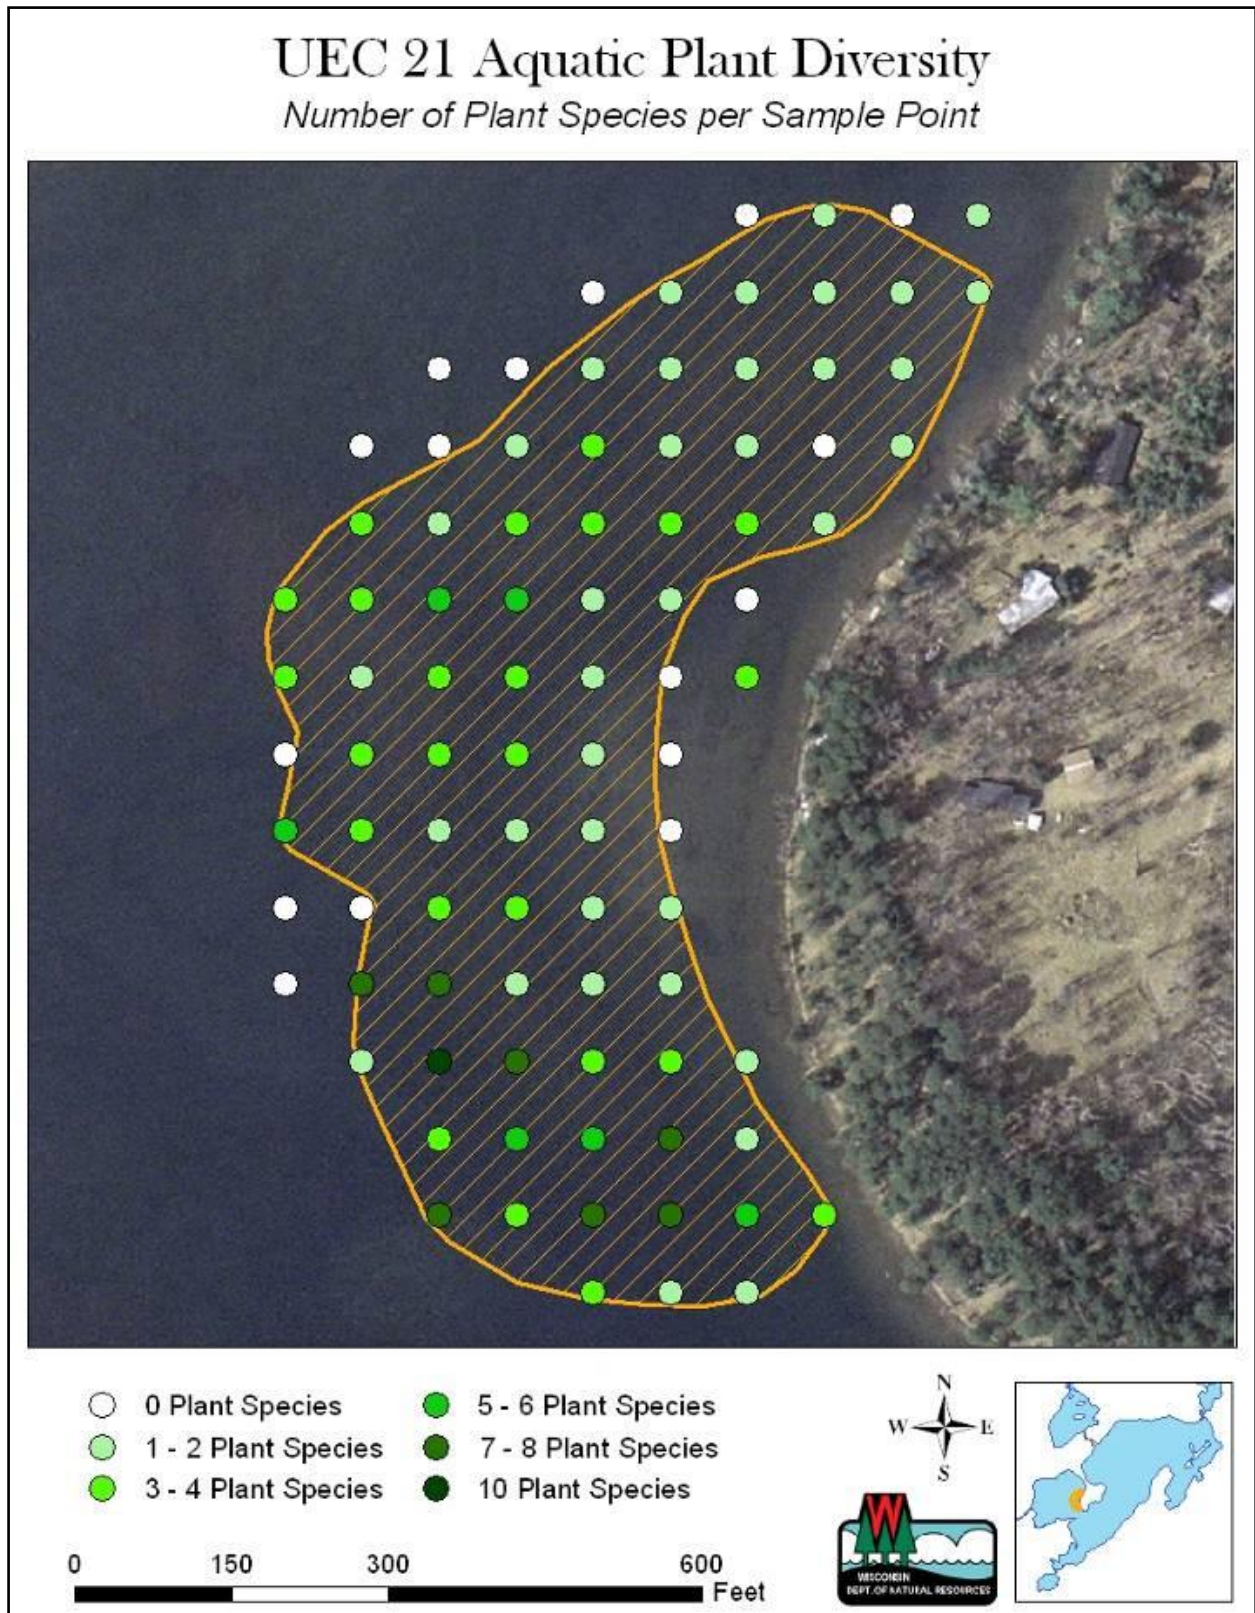 UEC 21 Aquatic Plant Diversity
Number of Plant Species per Sample Point
0 Plant Species
1 - 2 Plant Species
3 - 4 Plant Species
5 - 6 Plant Species
7 - 8 Plant Species
10 Plant Species
N
W E
S
0 150 300 600
Feet
W
WISCONSIN
DEPT. OF NATURAL RESOURCES